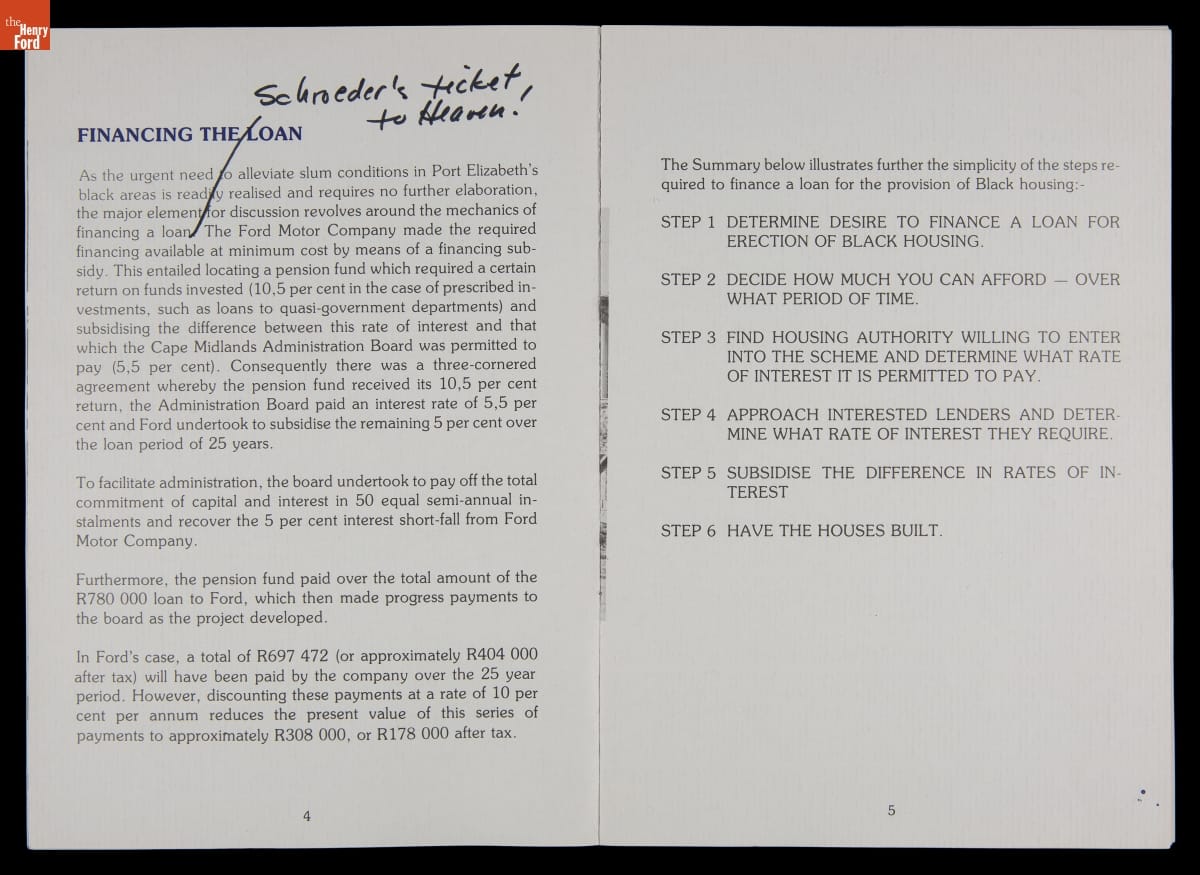 the
Henry
Ford
Schroeder's ticket,
to Heaven!
FINANCING THE LOAN
As the urgent need to alleviate slum conditions in Port Elizabeth's
black areas is readily realised and requires no further elaboration,
the major element for discussion revolves around the mechanics of
financing a loan. The Ford Motor Company made the required
financing available at minimum cost by means of a financing sub-
sidy. This entailed locating a pension fund which required a certain
return on funds invested (10,5 per cent in the case of prescribed in-
vestments, such as loans to quasi-government departments) and
subsidising the difference between this rate of interest and that
which the Cape Midlands Administration Board was permitted to
pay (5,5 per cent). Consequently there was a three-cornered
agreement whereby the pension fund received its 10,5 per cent
return, the Administration Board paid an interest rate of 5,5 per
cent and Ford undertook to subsidise the remaining 5 per cent over
the loan period of 25 years.
To facilitate administration, the board undertook to pay off the total
commitment of capital and interest in 50 equal semi-annual in-
stalments and recover the 5 per cent interest short-fall from Ford
Motor Company.
Furthermore, the pension fund paid over the total amount of the
R780 000 loan to Ford, which then made progress payments to
the board as the project developed.
In Ford's case, a total of R697 472 (or approximately R404 000
after tax) will have been paid by the company over the 25 year
period. However, discounting these payments at a rate of 10 per
cent per annum reduces the present value of this series of
payments to approximately R308 000, or R178 000 after tax.
4
The Summary below illustrates further the simplicity of the steps re-
quired to finance a loan for the provision of Black housing:-
STEP 1 DETERMINE DESIRE TO FINANCE A LOAN FOR
ERECTION OF BLACK HOUSING.
STEP 2 DECIDE HOW MUCH YOU CAN AFFORD — OVER
WHAT PERIOD OF TIME.
STEP 3 FIND HOUSING AUTHORITY WILLING TO ENTER
INTO THE SCHEME AND DETERMINE WHAT RATE
OF INTEREST IT IS PERMITTED TO PAY.
STEP 4 APPROACH INTERESTED LENDERS AND DETER-
MINE WHAT RATE OF INTEREST THEY REQUIRE.
STEP 5 SUBSIDISE THE DIFFERENCE IN RATES OF IN-
TEREST
STEP 6 HAVE THE HOUSES BUILT.
5